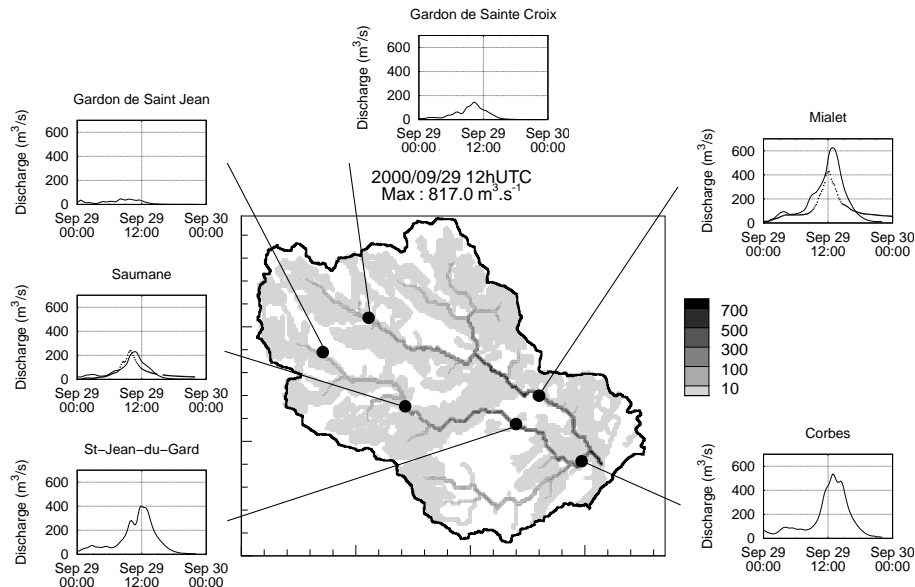 Gardon de Sainte Croix
Discharge (m³/s)
600
400
200
0
Sep 29 Sep 29 Sep 30
00:00 12:00 00:00
Gardon de Saint Jean
Discharge (m³/s)
600
400
200
0
Sep 29 Sep 29 Sep 30
00:00 12:00 00:00
Mialet
Discharge (m³/s)
600
400
200
0
Sep 29 Sep 29 Sep 30
00:00 12:00 00:00
2000/09/29 12hUTC
Max : 817.0 m³.s⁻¹
Saumane
Discharge (m³/s)
600
400
200
0
Sep 29 Sep 29 Sep 30
00:00 12:00 00:00
700
500
300
100
10
St-Jean-du-Gard
Discharge (m³/s)
600
400
200
0
Sep 29 Sep 29 Sep 30
00:00 12:00 00:00
Corbes
Discharge (m³/s)
600
400
200
0
Sep 29 Sep 29 Sep 30
00:00 12:00 00:00